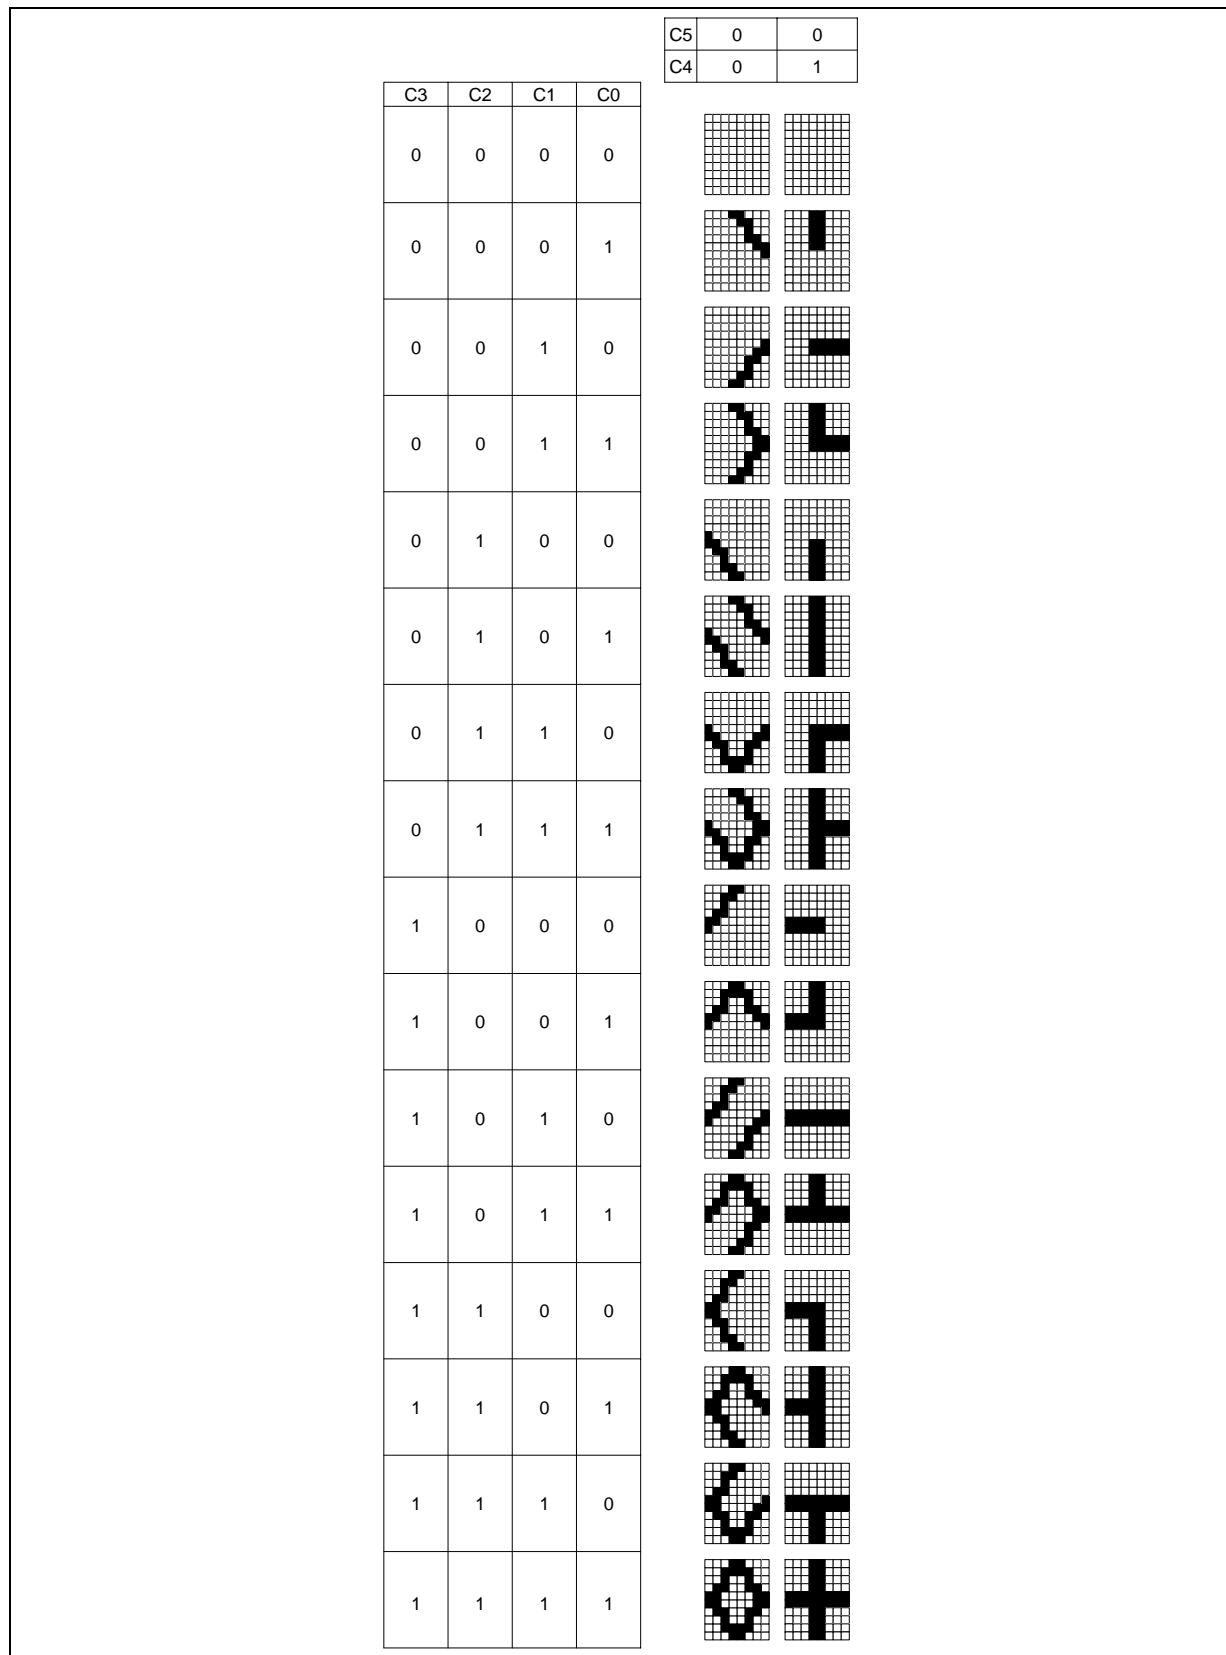 C5 0 0
C4 0 1
C3 C2 C1 C0
0 0 0 0
0 0 0 1
0 0 1 0
0 0 1 1
0 1 0 0
0 1 0 1
0 1 1 0
0 1 1 1
1 0 0 0
1 0 0 1
1 0 1 0
1 0 1 1
1 1 0 0
1 1 0 1
1 1 1 0
1 1 1 1